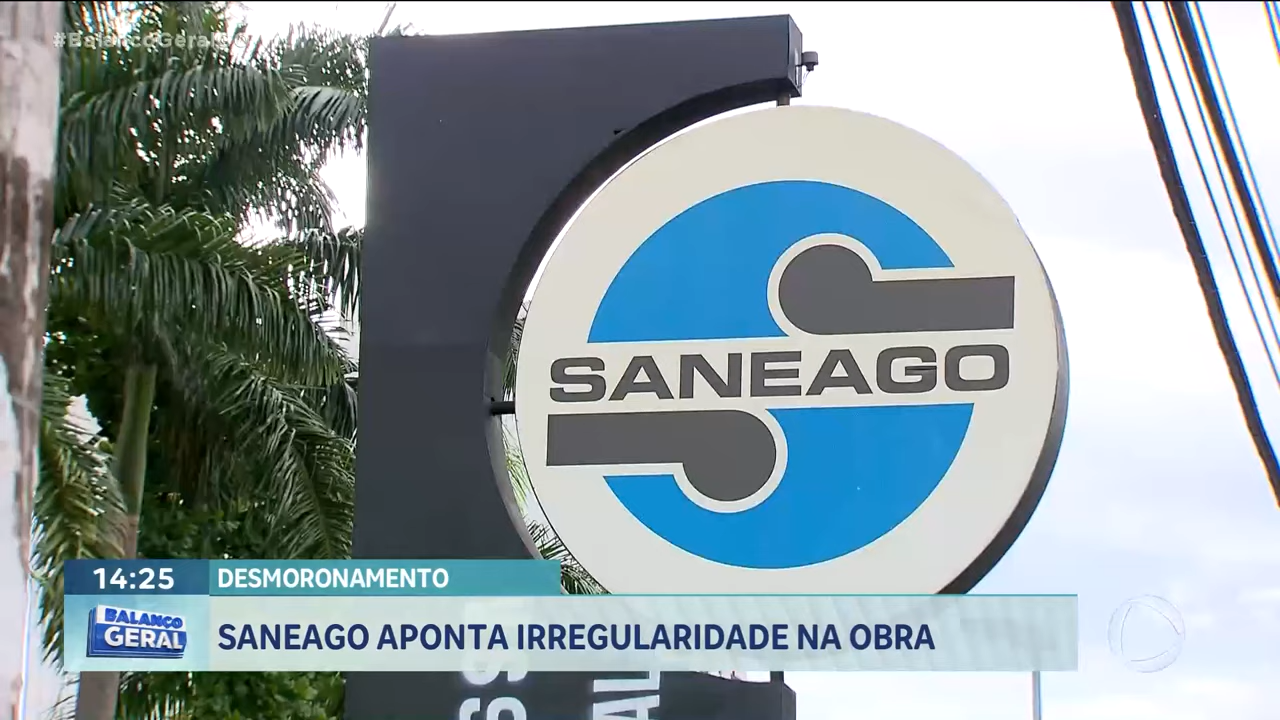 #BalançoGeral
SANEAGO
14:25
DESMORONAMENTO
BALANÇO
GERAL
SANEAGO APONTA IRREGULARIDADE NA OBRA